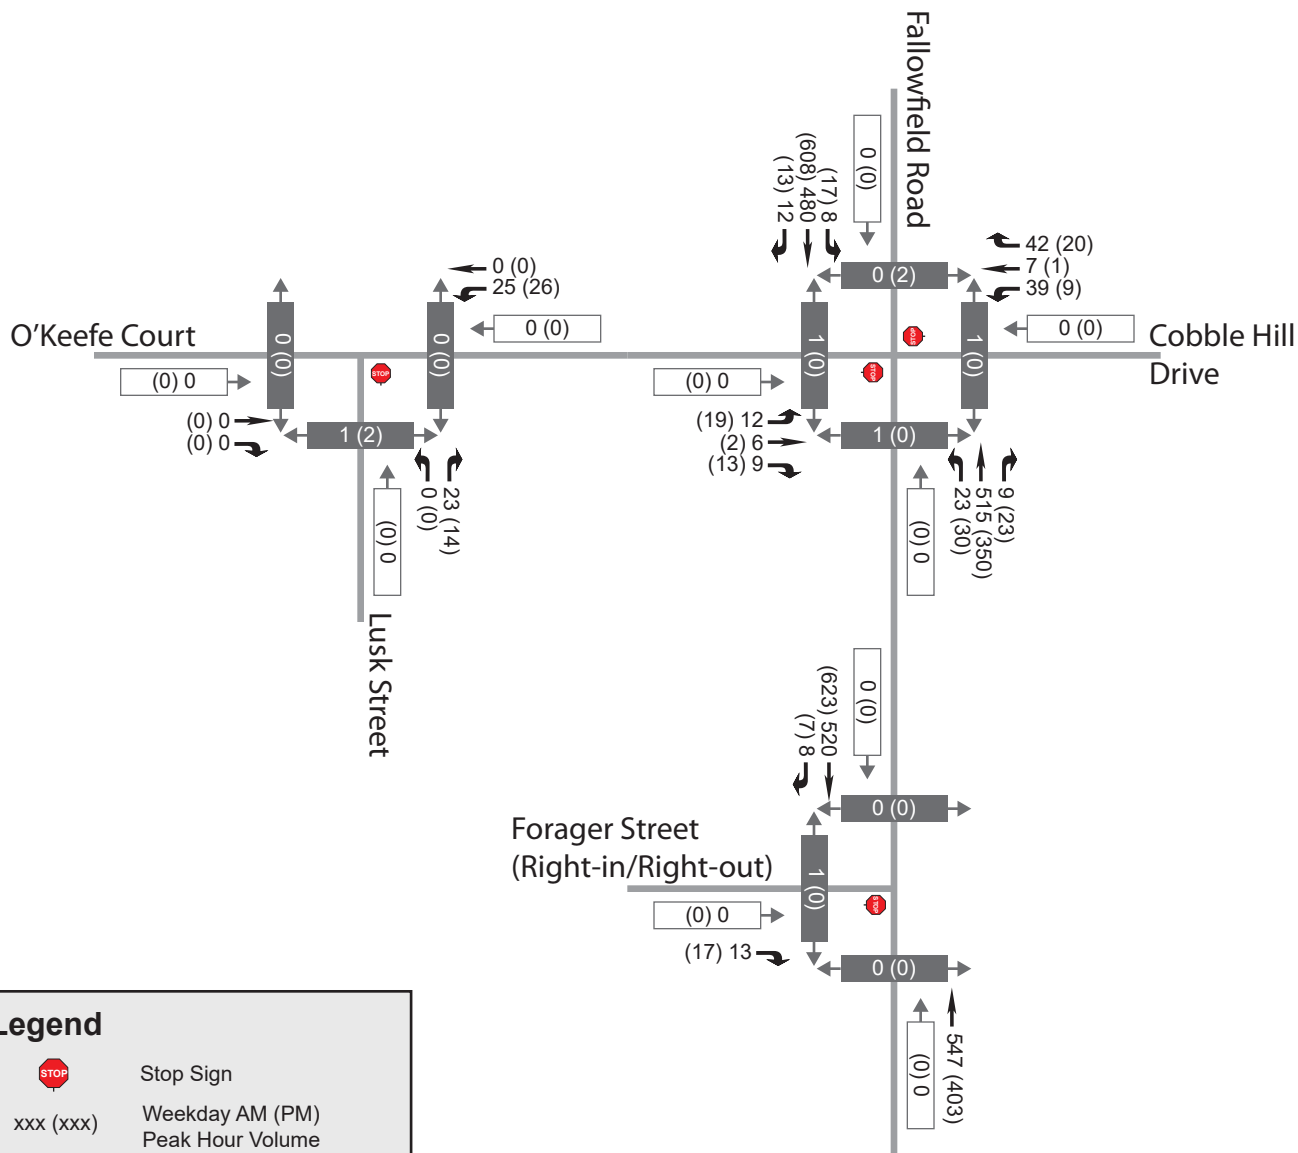 Fallowfield Road
0 (0)
(17) 8
(608) 480
(13) 12
42 (20)
7 (1)
39 (9)
0 (2)
0 (0)
25 (26)
0 (0)
0 (0)
O'Keefe Court
0 (0)
0 (0)
1 (0)
1 (0)
STOP
STOP
STOP
Cobble Hill
Drive
(0) 0
(0) 0
(0) 0
(0) 0
1 (2)
(19) 12
(2) 6
(13) 9
1 (0)
9 (23)
515 (350)
23 (30)
23 (14)
0 (0)
(0) 0
(0) 0
Lusk Street
0 (0)
(623) 520
(7) 8
0 (0)
Forager Street
(Right-in/Right-out)
1 (0)
STOP
(0) 0
(17) 13
0 (0)
547 (403)
(0) 0
Legend
STOP
Stop Sign
xxx (xxx)
Weekday AM (PM)
Peak Hour Volume